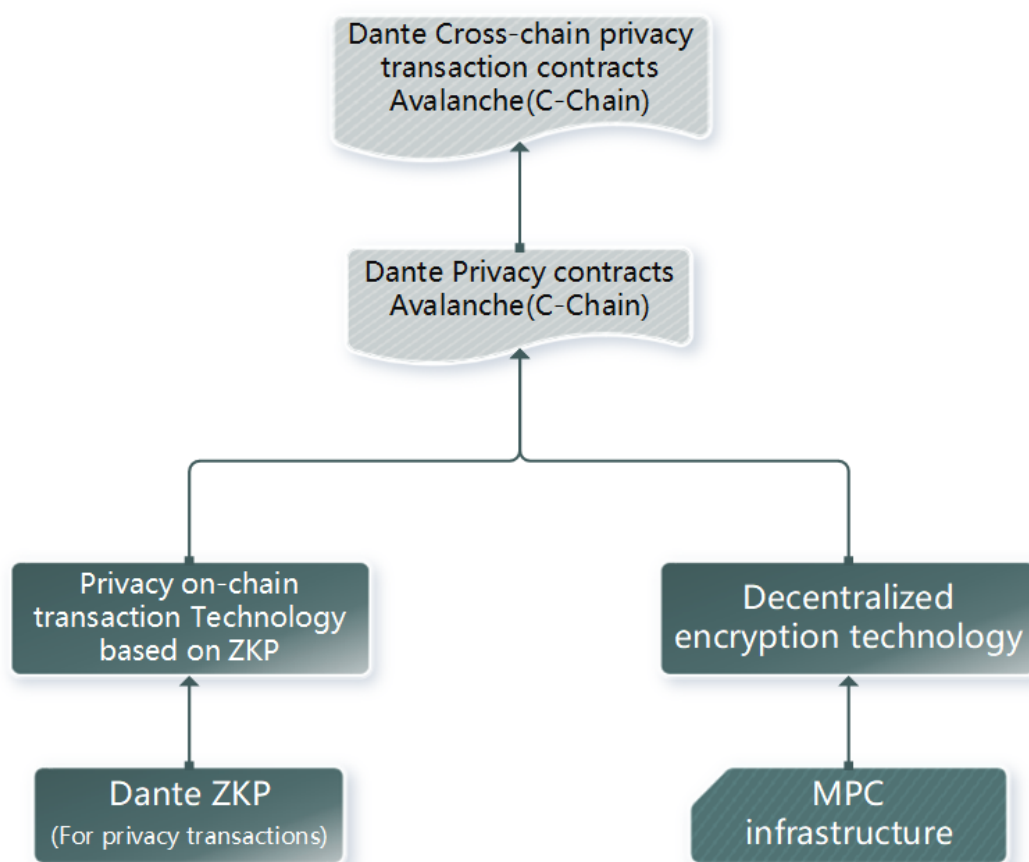 Dante Cross-chain privacy
transaction contracts
Avalanche(C-Chain)
Dante Privacy contracts
Avalanche(C-Chain)
Privacy on-chain
transaction Technology
based on ZKP
Decentralized
encryption technology
Dante ZKP
(For privacy transactions)
MPC
infrastructure